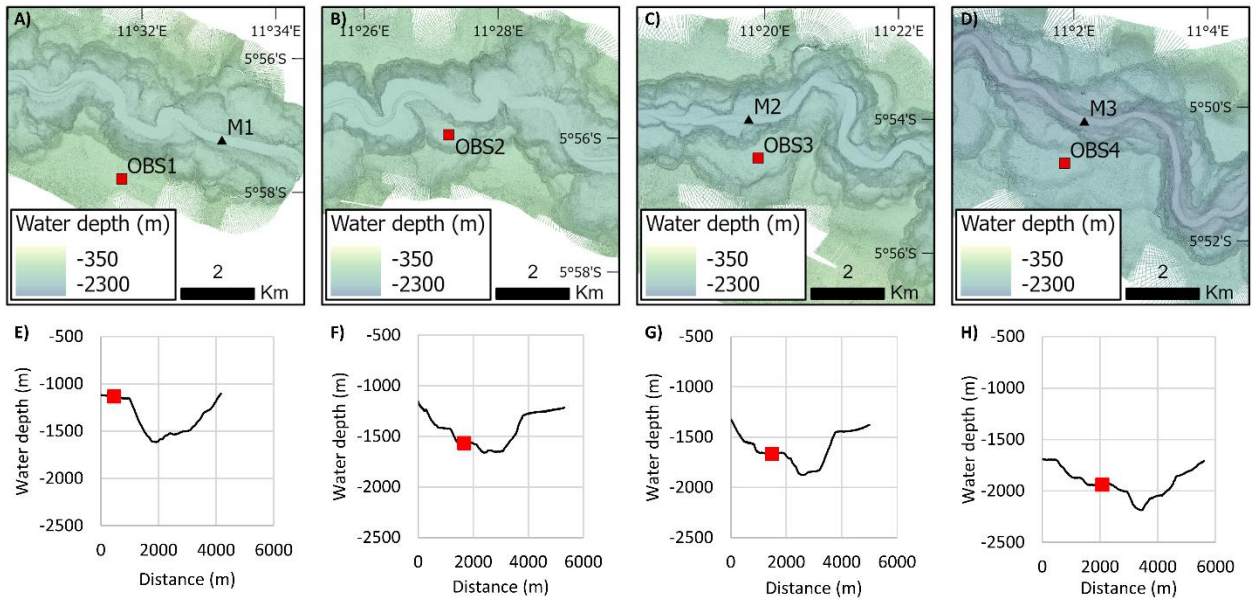 A)
11°32'E
11°34'E
5°56'S
M1
OBS1
5°58'S
Water depth (m)
-350
-2300
2
Km
B)
11°26'E
11°28'E
5°56'S
OBS2
5°58'S
Water depth (m)
-350
-2300
2
Km
C)
11°20'E
11°22'E
5°54'S
M2
OBS3
5°56'S
Water depth (m)
-350
-2300
2
Km
D)
11°2'E
11°4'E
5°50'S
M3
OBS4
5°52'S
Water depth (m)
-350
-2300
2
Km
E)
Water depth (m)
-500
-1000
-1500
-2000
-2500
0 2000 4000 6000
Distance (m)
F)
Water depth (m)
-500
-1000
-1500
-2000
-2500
0 2000 4000 6000
Distance (m)
G)
Water depth (m)
-500
-1000
-1500
-2000
-2500
0 2000 4000 6000
Distance (m)
H)
Water depth (m)
-500
-1000
-1500
-2000
-2500
0 2000 4000 6000
Distance (m)